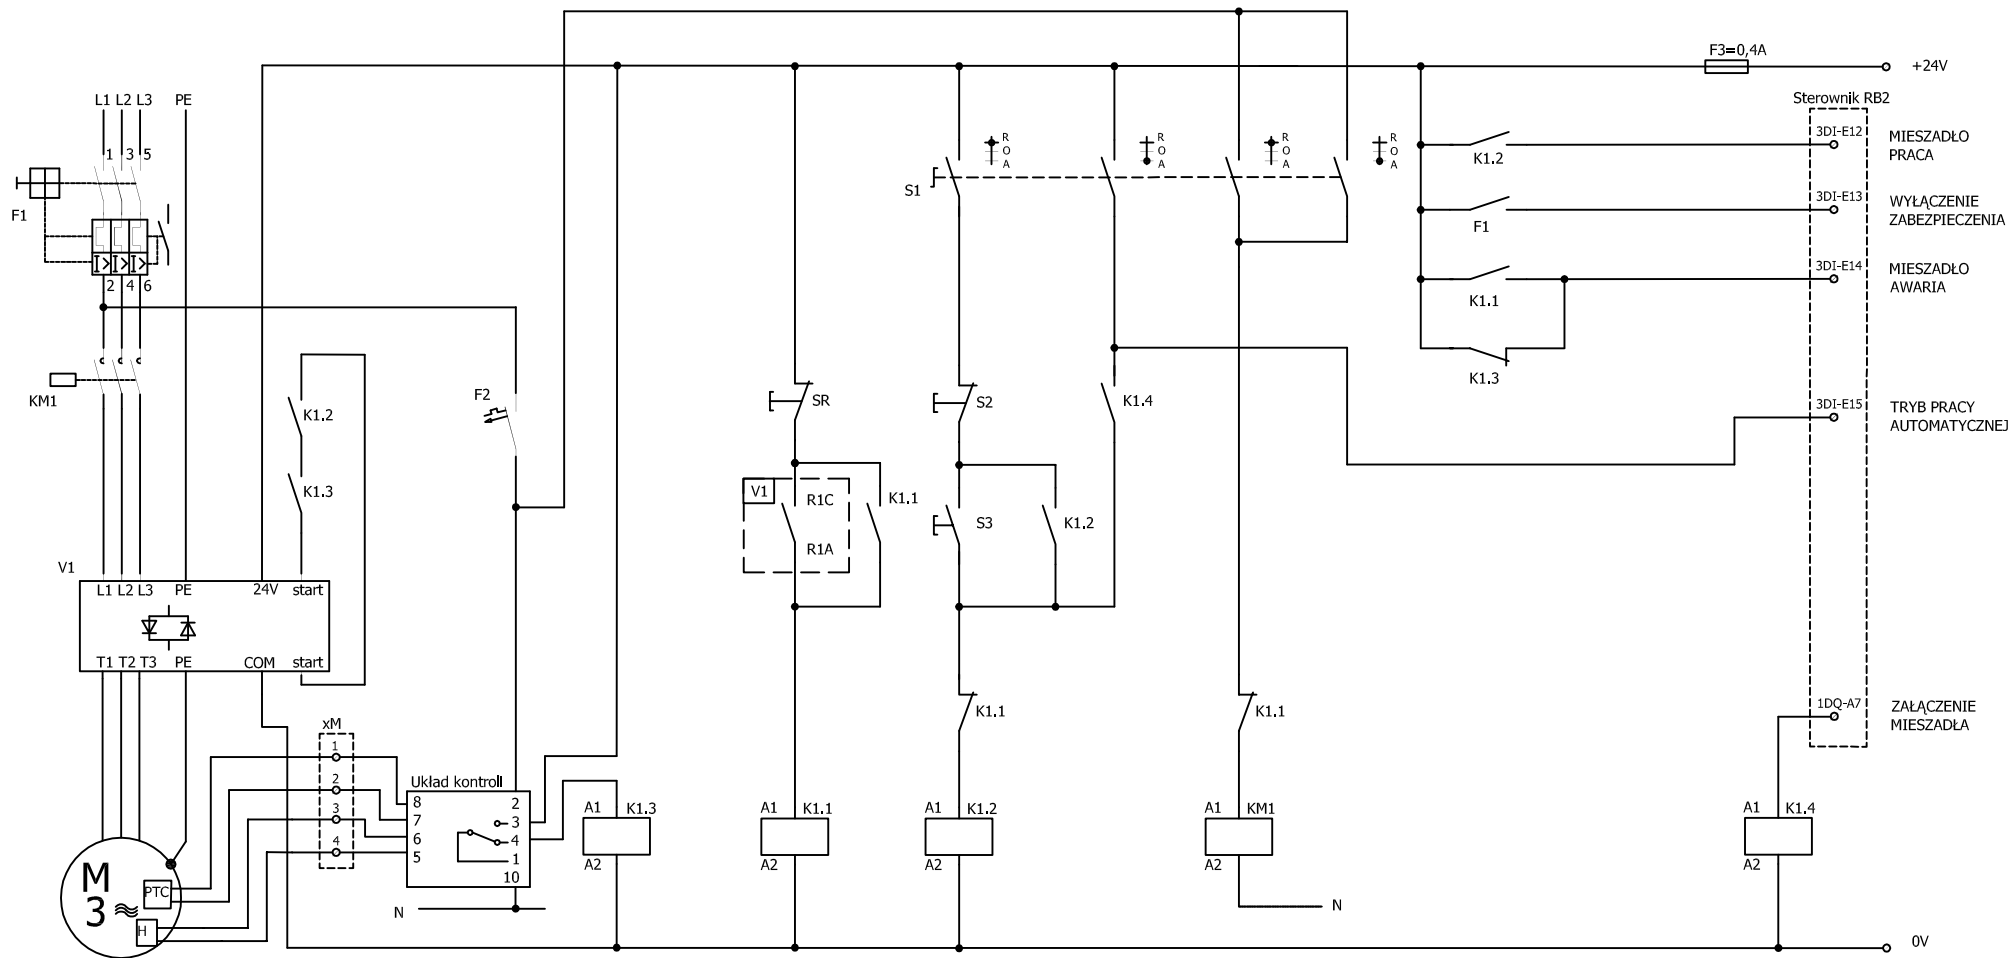 F3=0,4A
+24V
L1 L2 L3 PE
Sterownik RB2
1 3 5
F1
2 4 6
KM1
K1.2
K1.3
F2
S1
R
O
A
R
O
A
R
O
A
R
O
A
K1.2
3DI-E12
MIESZADŁO
PRACA
F1
3DI-E13
WYŁĄCZENIE
ZABEZPIECZENIA
K1.1
3DI-E14
MIESZADŁO
AWARIA
K1.3
3DI-E15
TRYB PRACY
AUTOMATYCZNEJ
SR
S2
K1.4
V1
R1C
R1A
K1.1
S3
K1.2
V1
L1 L2 L3 PE 24V start
T1 T2 T3 PE COM start
K1.1
K1.1
1DQ-A7
ZAŁĄCZENIE
MIESZADŁA
xM
1
2
3
4
Układ kontroli
8
7
6
5
2
3
4
1
10
N
A1 K1.3
A2
A1 K1.1
A2
A1 K1.2
A2
A1 KM1
A2
N
A1 K1.4
A2
M
3
PTC
H
0V